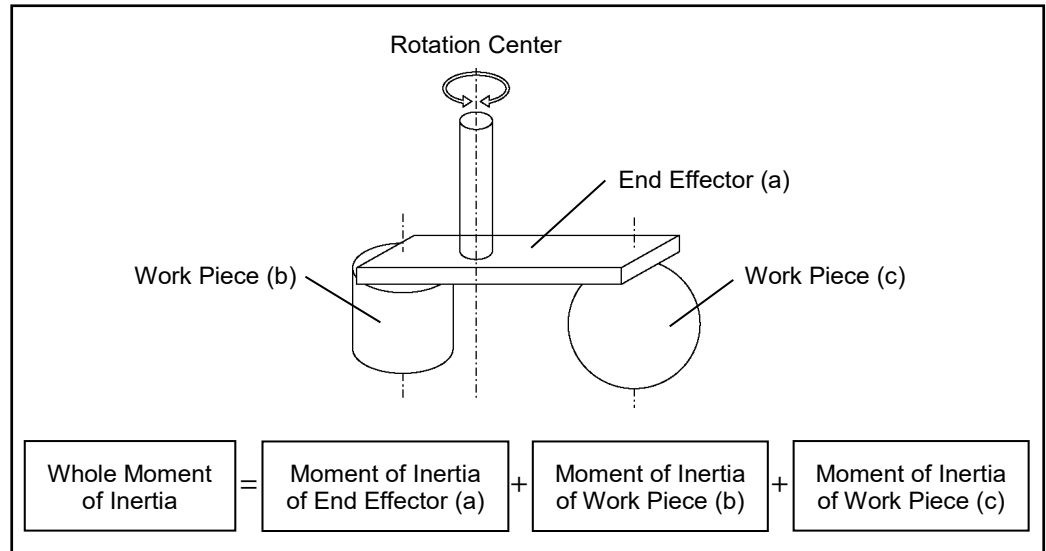 Rotation Center
End Effector (a)
Work Piece (b)
Work Piece (c)
Whole Moment
of Inertia
=
Moment of Inertia
of End Effector (a)
+
Moment of Inertia
of Work Piece (b)
+
Moment of Inertia
of Work Piece (c)